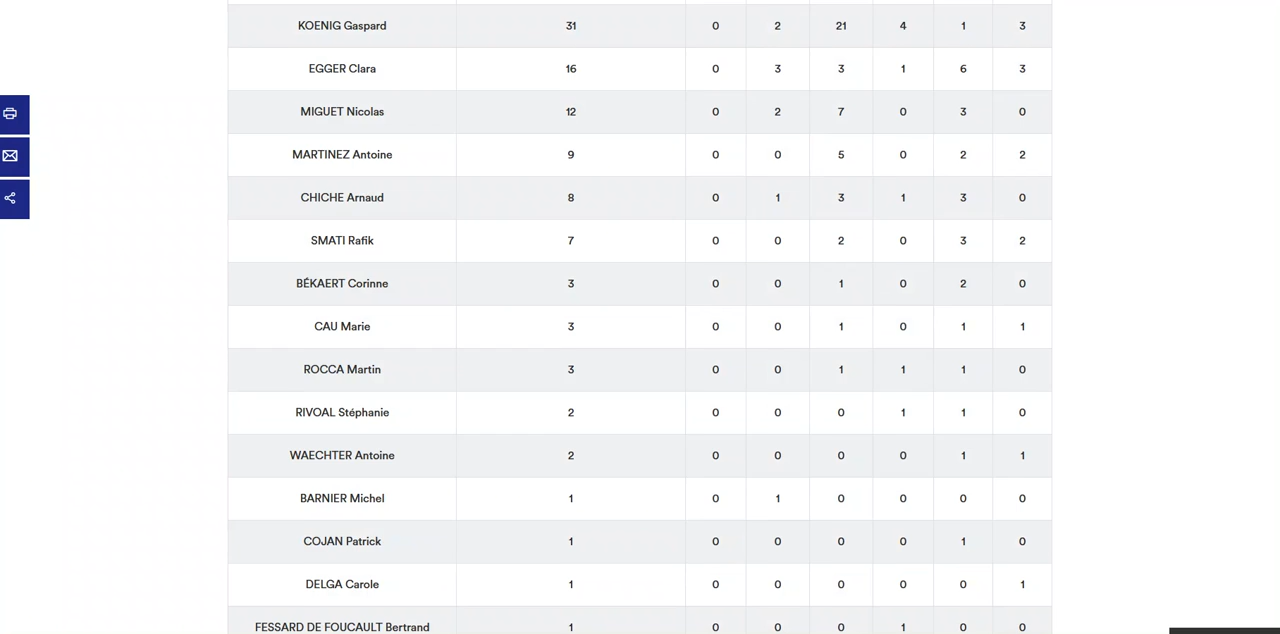 KOENIG Gaspard 31 0 2 21 4 1 3
EGGER Clara 16 0 3 3 1 6 3
MIGUET Nicolas 12 0 2 7 0 3 0
MARTINEZ Antoine 9 0 0 5 0 2 2
CHICHE Arnaud 8 0 1 3 1 3 0
SMATI Rafik 7 0 0 2 0 3 2
BÉKAERT Corinne 3 0 0 1 0 2 0
CAU Marie 3 0 0 1 0 1 1
ROCCA Martin 3 0 0 1 1 1 0
RIVOAL Stéphanie 2 0 0 0 1 1 0
WAECHTER Antoine 2 0 0 0 0 1 1
BARNIER Michel 1 0 1 0 0 0 0
COJAN Patrick 1 0 0 0 0 1 0
DELGA Carole 1 0 0 0 0 0 1
FESSARD DE FOUCAULT Bertrand 1 0 0 0 1 0 0